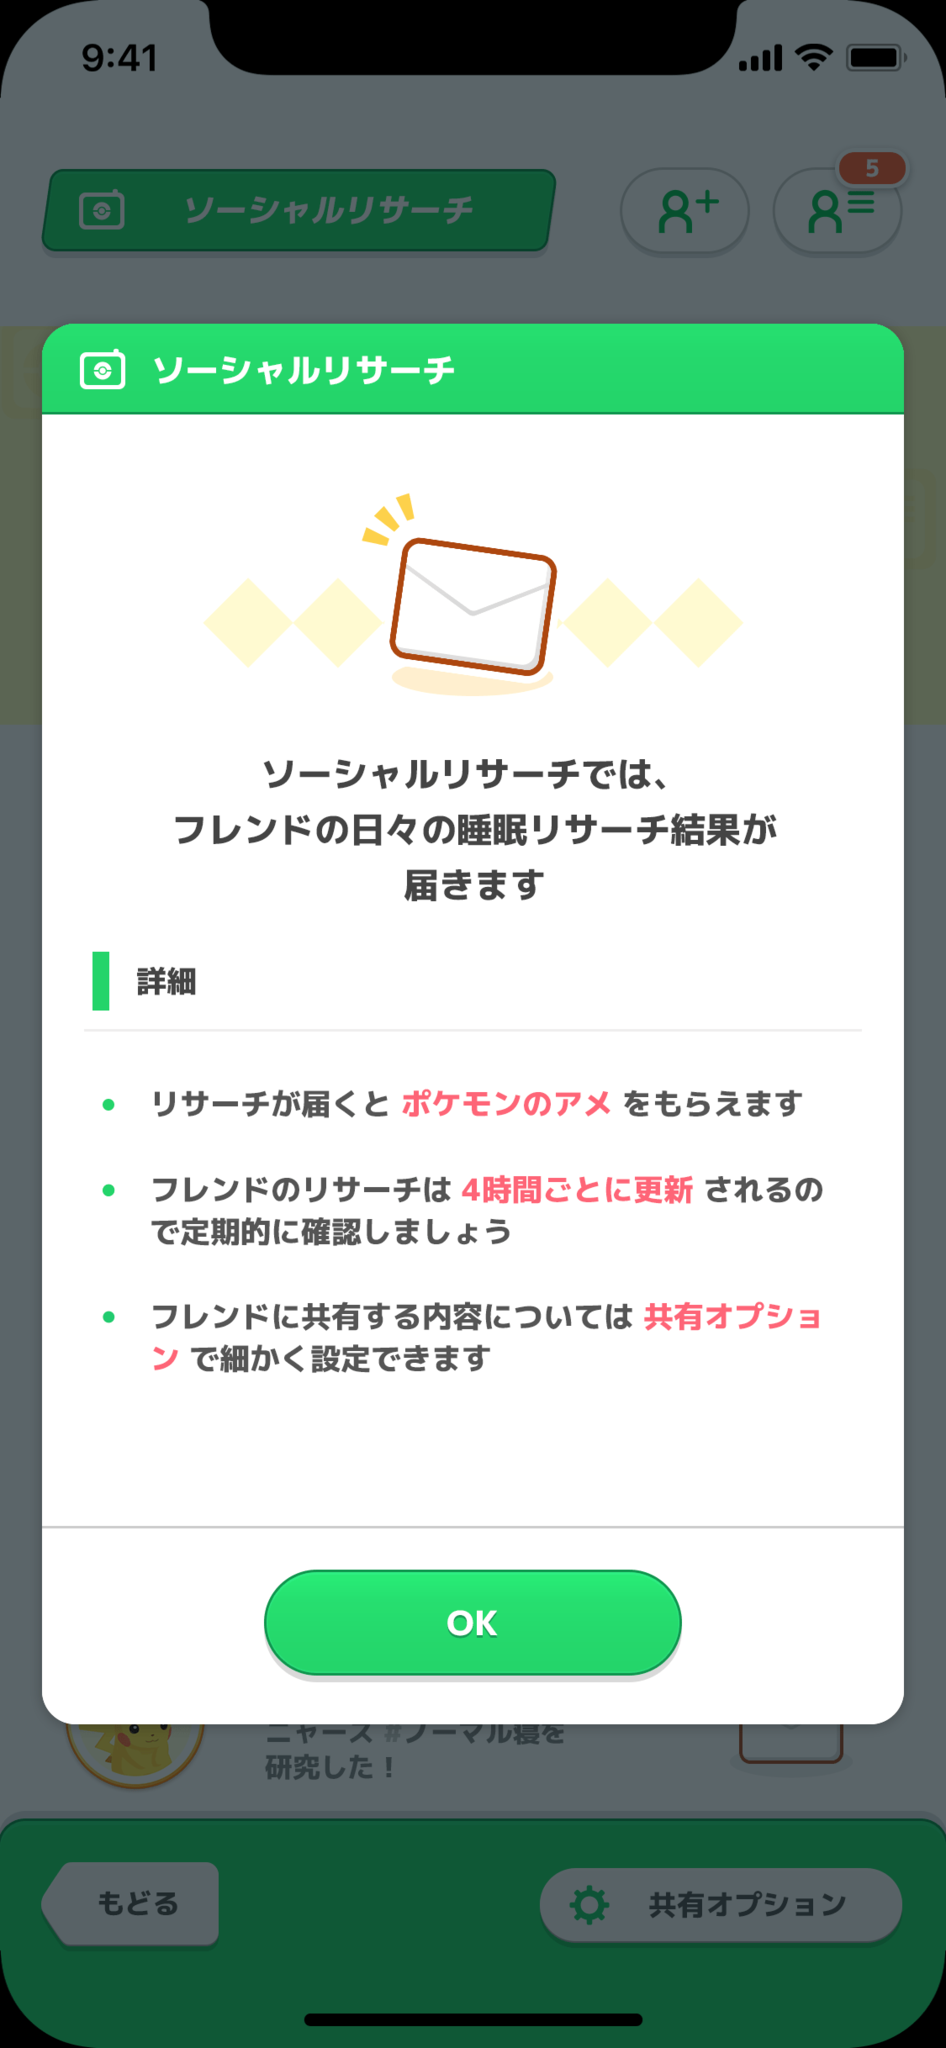 9:41
ソーシャルリサーチ
5
ソーシャルリサーチ
ソーシャルリサーチでは、
フレンドの日々の睡眠リサーチ結果が
届きます
詳細
リサーチが届くと ポケモンのアメ をもらえます
フレンドのリサーチは 4時間ごとに更新 されるの
で定期的に確認しましょう
フレンドに共有する内容については 共有オプショ
ン で細かく設定できます
OK
ニャース #ノーマル寝を
研究した!
もどる
共有オプション